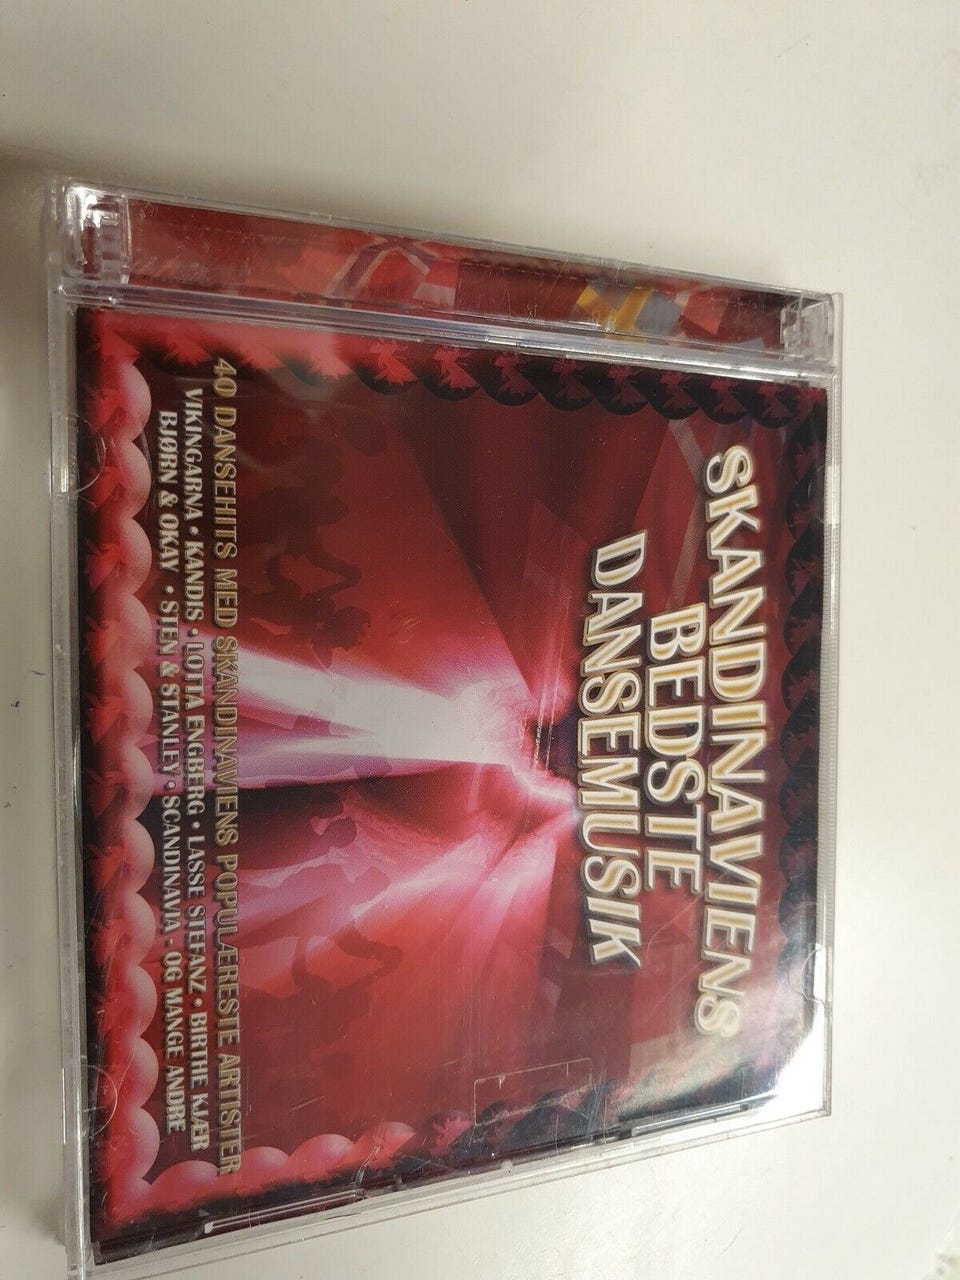 SKANDINAVIENS
BEDSTE
DANSEMUSIK
40 DANSEHITS MED SKANDINAVIENS POPULÆRESTE ARTISTER
VIKINGARNA • KANDIS • LOTTA ENGBERG • LASSE STEFANZ • BIRTHE KJÆR
BJØRN & OKAY • STEN & STANLEY • SCANDINAVIA - OG MANGE ANDRE